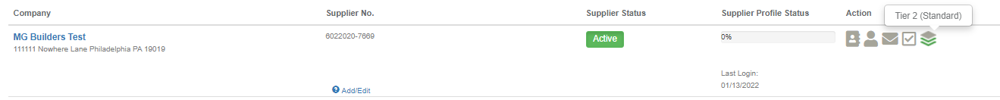 Company
Supplier No.
Supplier Status
Supplier Profile Status
Action
Tier 2 (Standard)
MG Builders Test
111111 Nowhere Lane Philadelphia PA 19019
6022020-7669
Active
0%
Last Login:
01/13/2022
Add/Edit